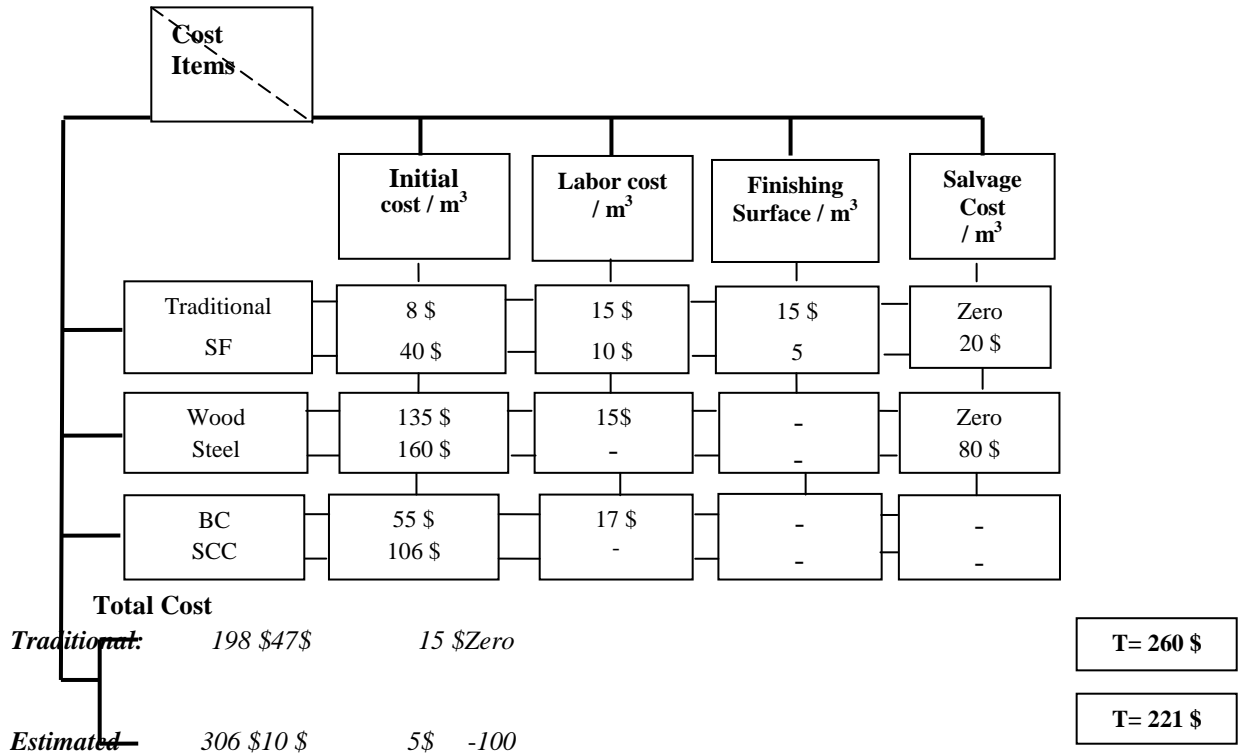 Cost
Items
Initial
cost / m³
Labor cost
/ m³
Finishing
Surface / m³
Salvage
Cost
/ m³
Traditional
SF
8 $
40 $
15 $
10 $
15 $
5
Zero
20 $
Wood
Steel
135 $
160 $
15$
-
-
-
Zero
80 $
BC
SCC
55 $
106 $
17 $
-
-
-
-
-
Total Cost
Traditional: 198 $47$ 15 $Zero
T= 260 $
T= 221 $
Estimated 306 $10 $ 5$ -100